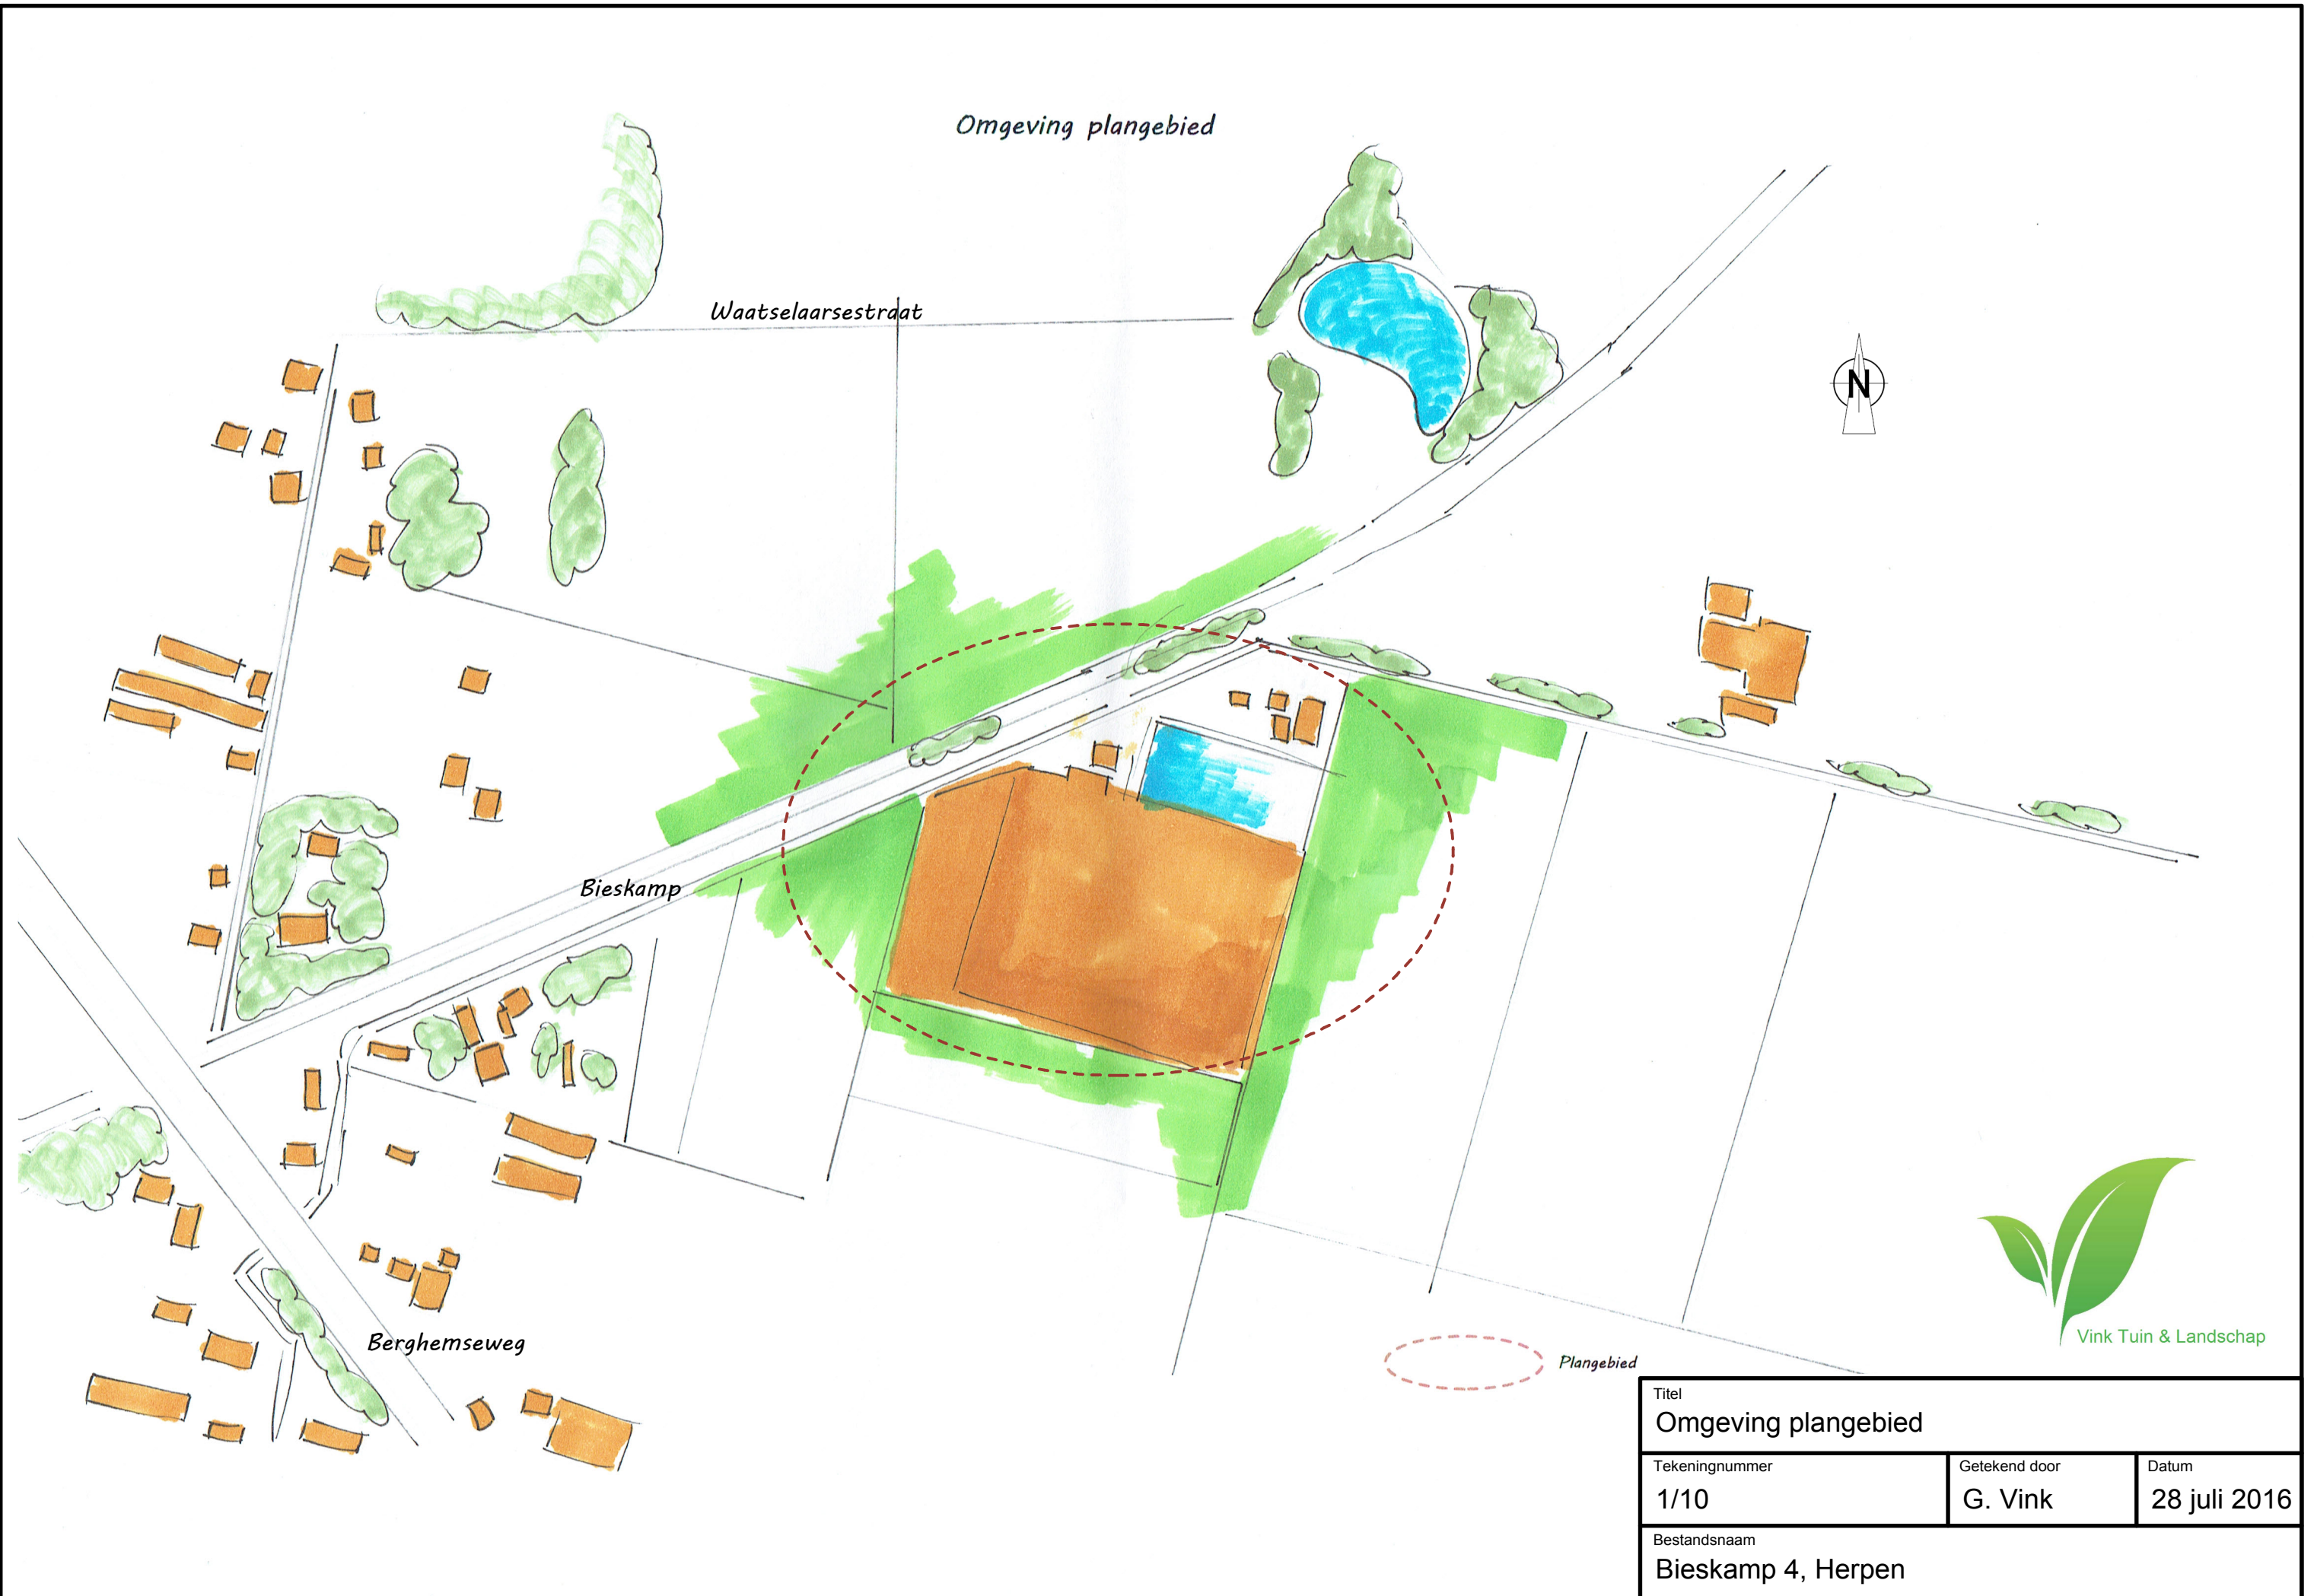 Omgeving plangebied
Waatselaarsestraat
N
Bieskamp
Berghemseweg
Plangebied
Vink Tuin & Landschap
Titel
Omgeving plangebied
Tekeningnummer
Getekend door
Datum
1/10
G. Vink
28 juli 2016
Bestandsnaam
Bieskamp 4, Herpen